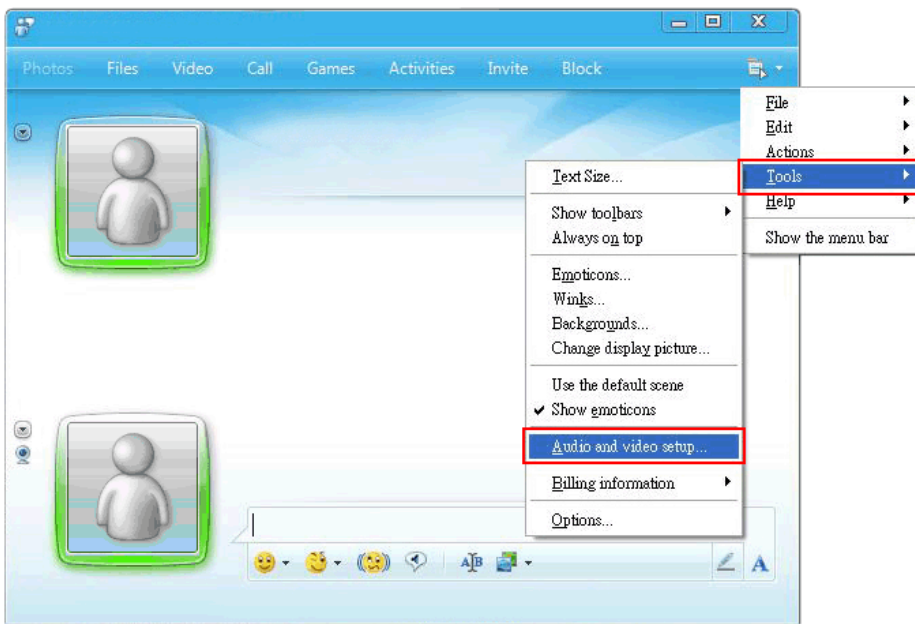 Photos Files Video Call Games Activities Invite Block
File
Edit
Actions
Tools
Help
Show the menu bar
Text Size...
Show toolbars
Always on top
Emoticons...
Winks...
Backgrounds...
Change display picture...
Use the default scene
Show emoticons
Audio and video setup...
Billing information
Options...
AB
A